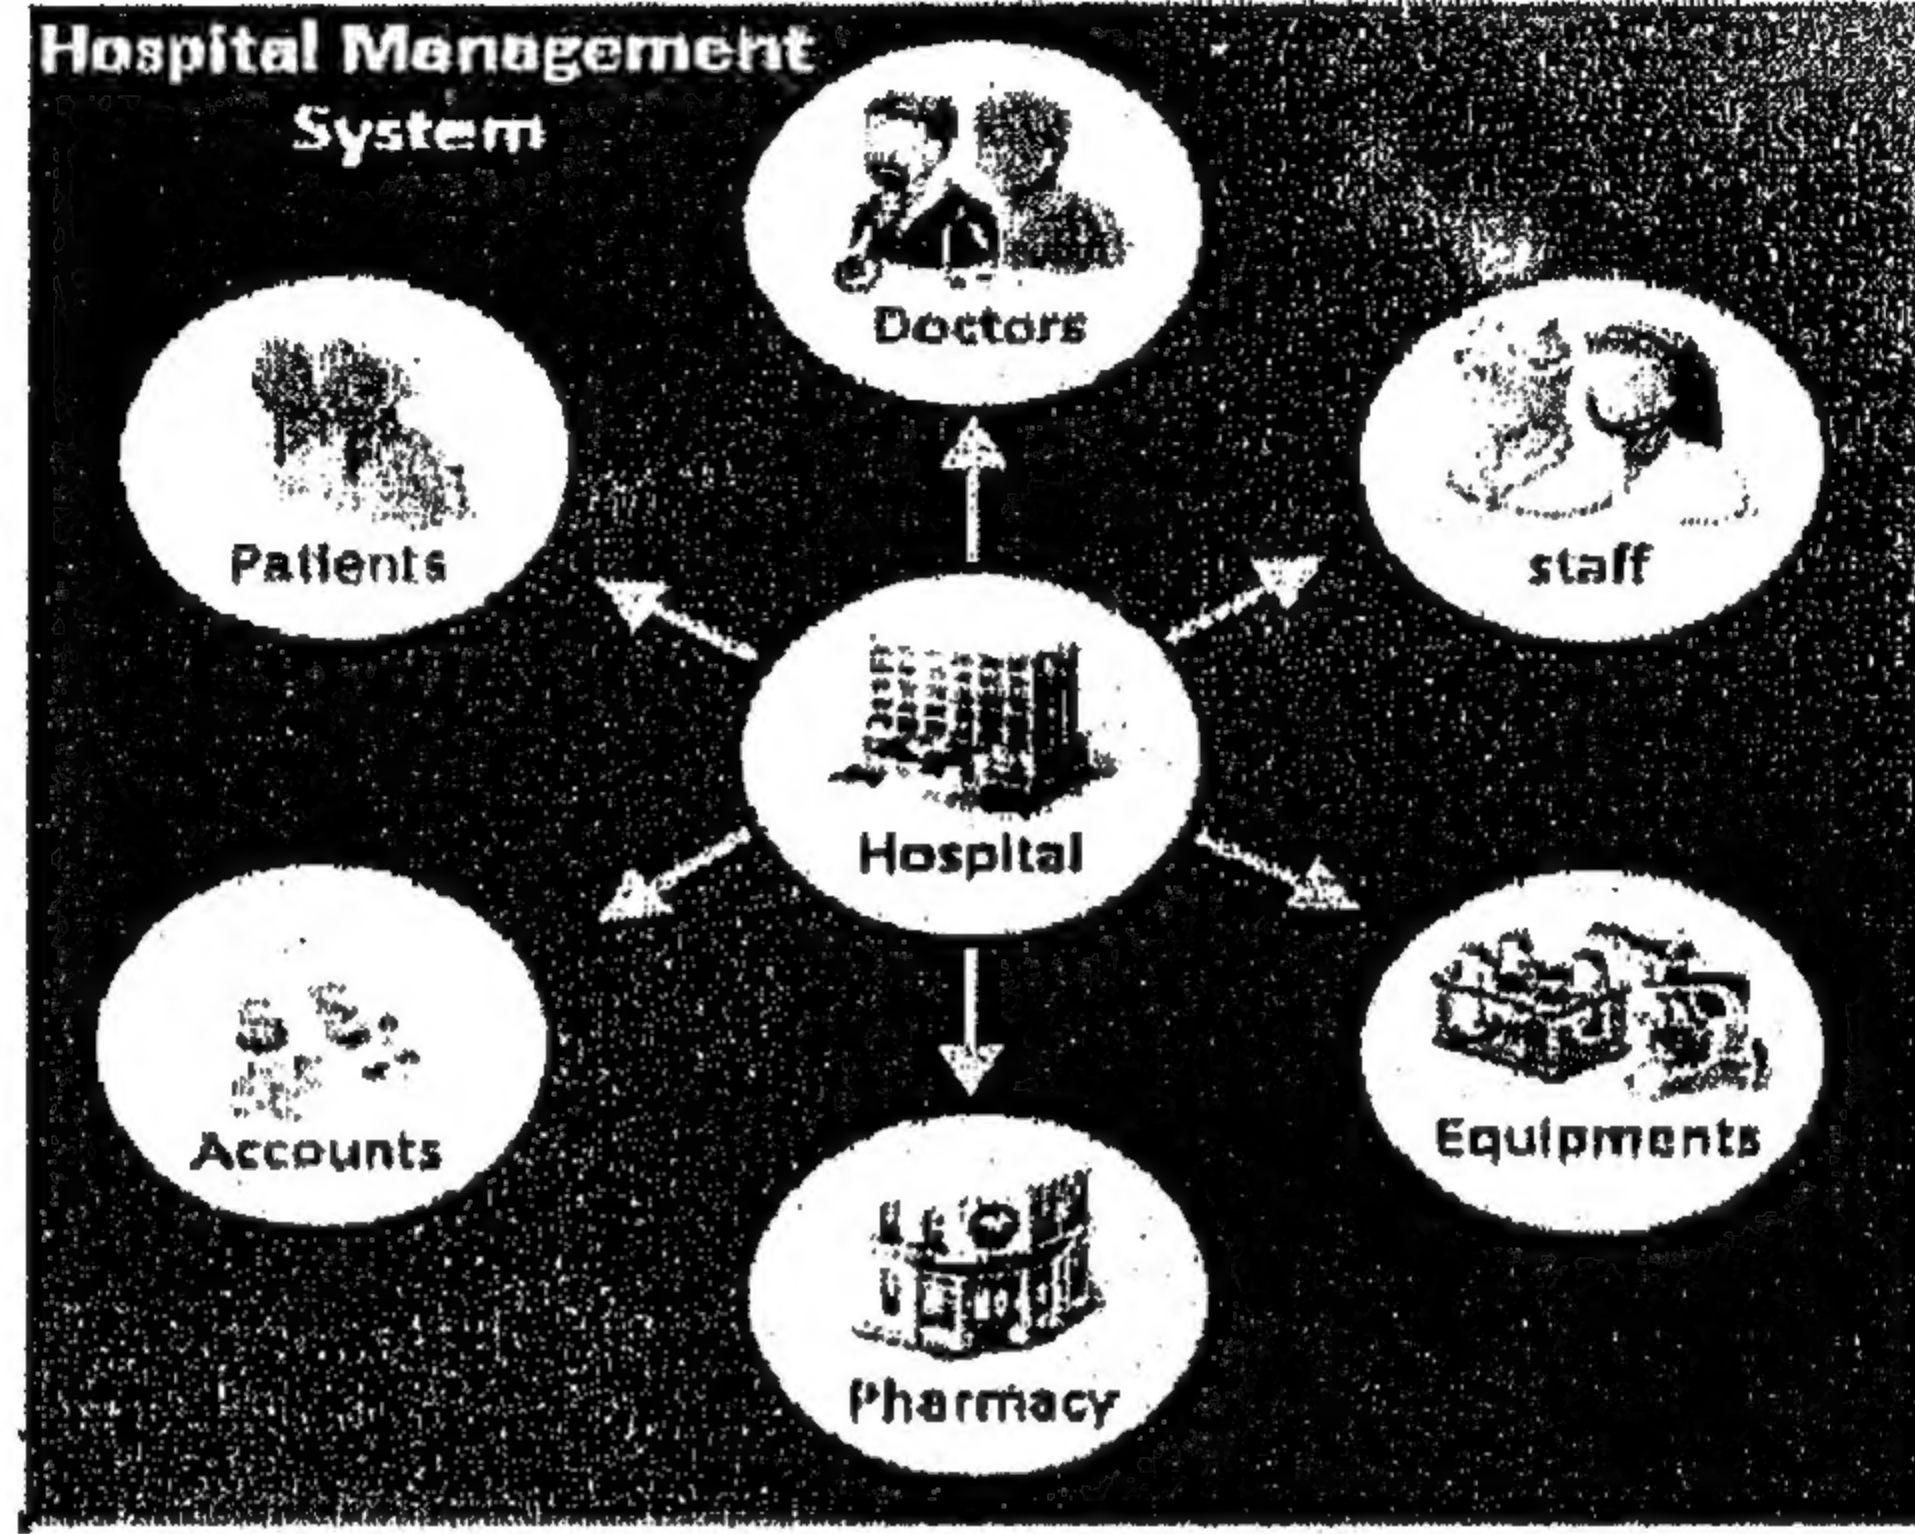 Hospital Management
System
Doctors
Patients
staff
Hospital
Accounts
Equipments
Pharmacy